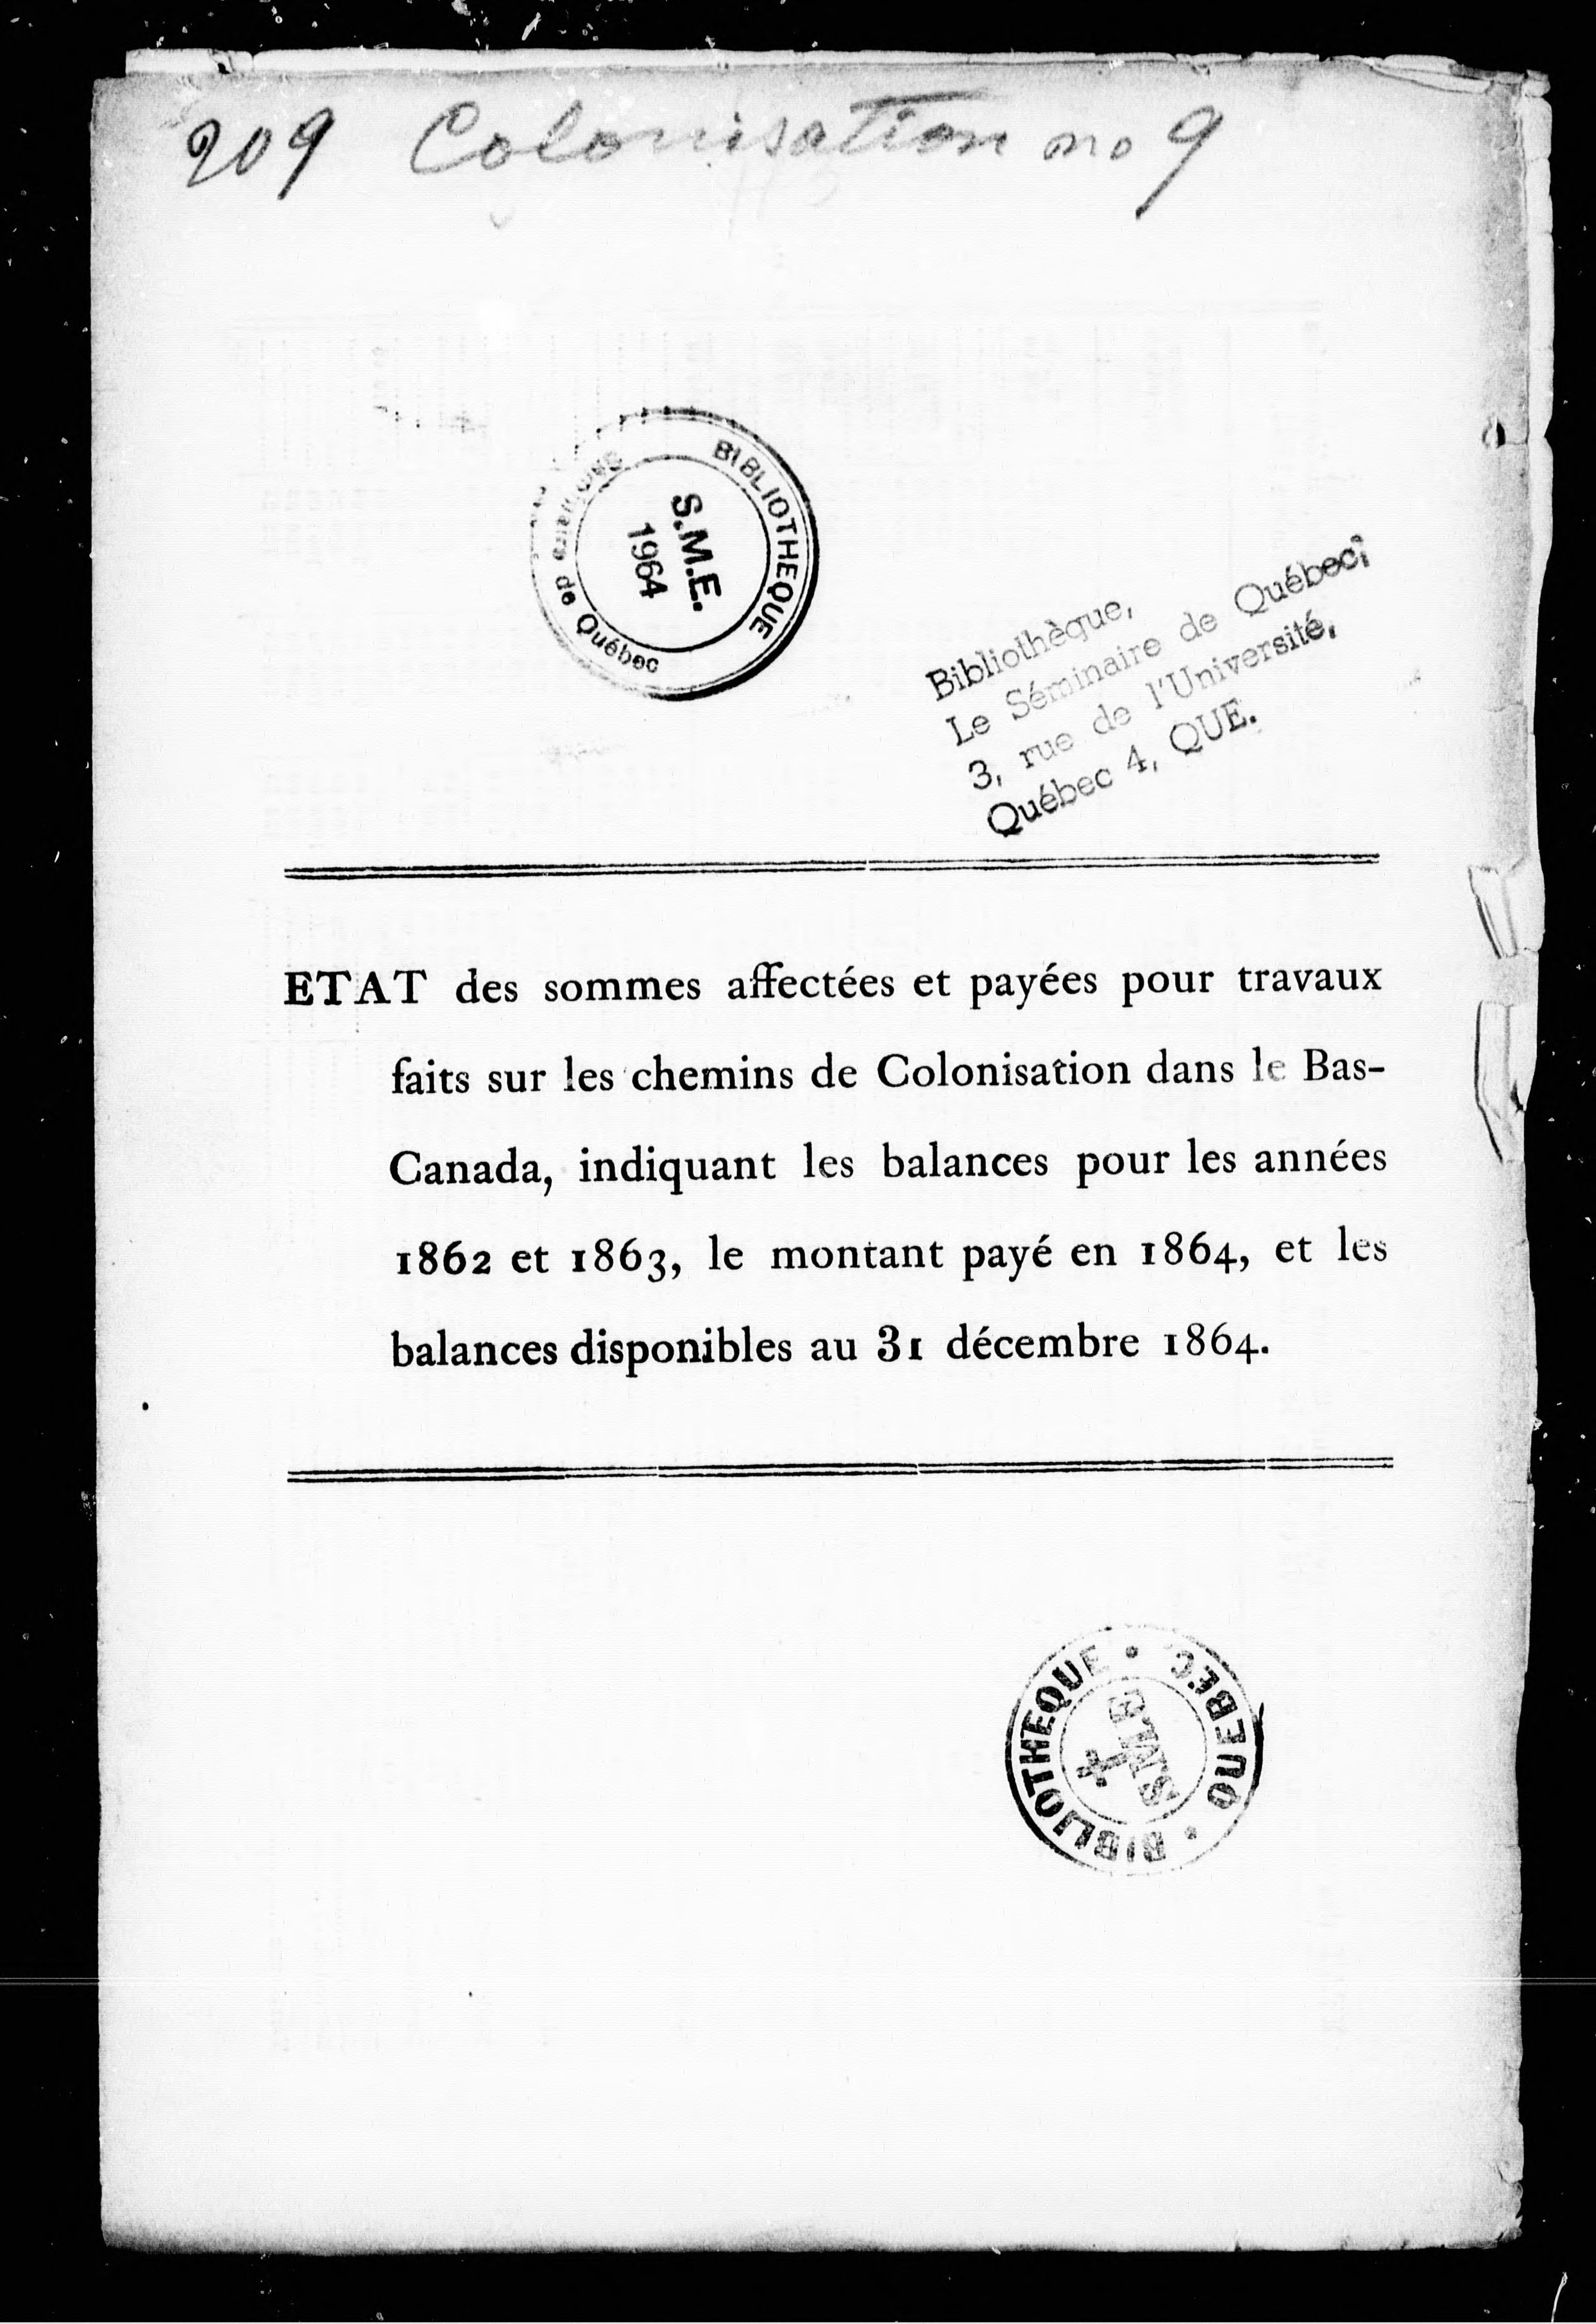 209 Colonisation no 9
BIBLIOTHEQUE
S.M.E.
1964
de Québec
Bibliothèque,
Le Séminaire de Québec,
3, rue de l'Université,
Québec 4, QUE.
ETAT des sommes affectées et payées pour travaux
faits sur les chemins de Colonisation dans le Bas-
Canada, indiquant les balances pour les années
1862 et 1863, le montant payé en 1864, et les
balances disponibles au 31 décembre 1864.
BIBLIOTHEQUE
S.M.E
QUEBEC